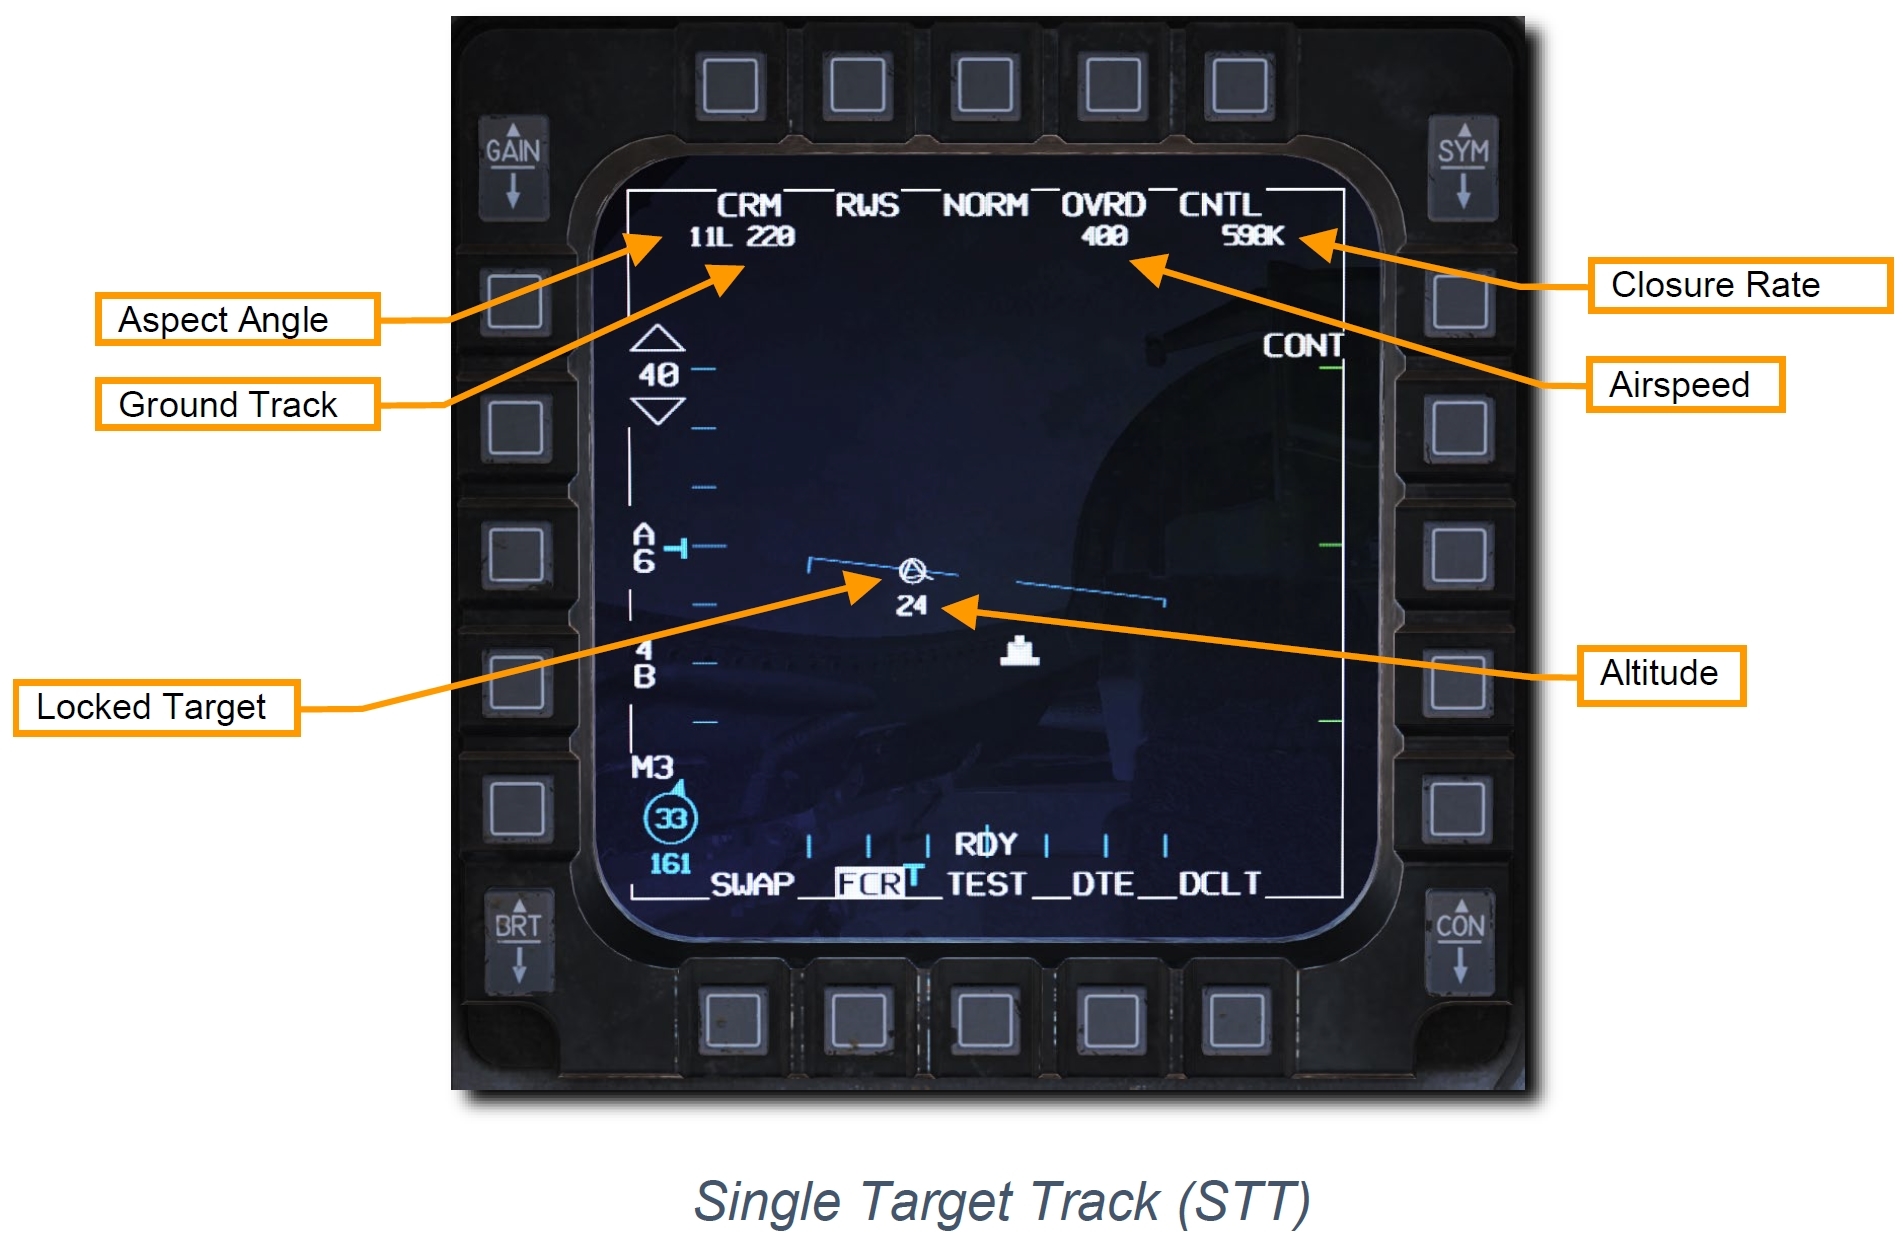 GAIN
SYM
CRM RWS NORM OVRD CNTL
11L 220 400 598K
Aspect Angle
Closure Rate
Ground Track
Airspeed
CONT
40
A
6
24
4
B
Locked Target
Altitude
M3
33
161
RDY
SWAP FCR TEST DTE DCLT
BRT
CON
Single Target Track (STT)